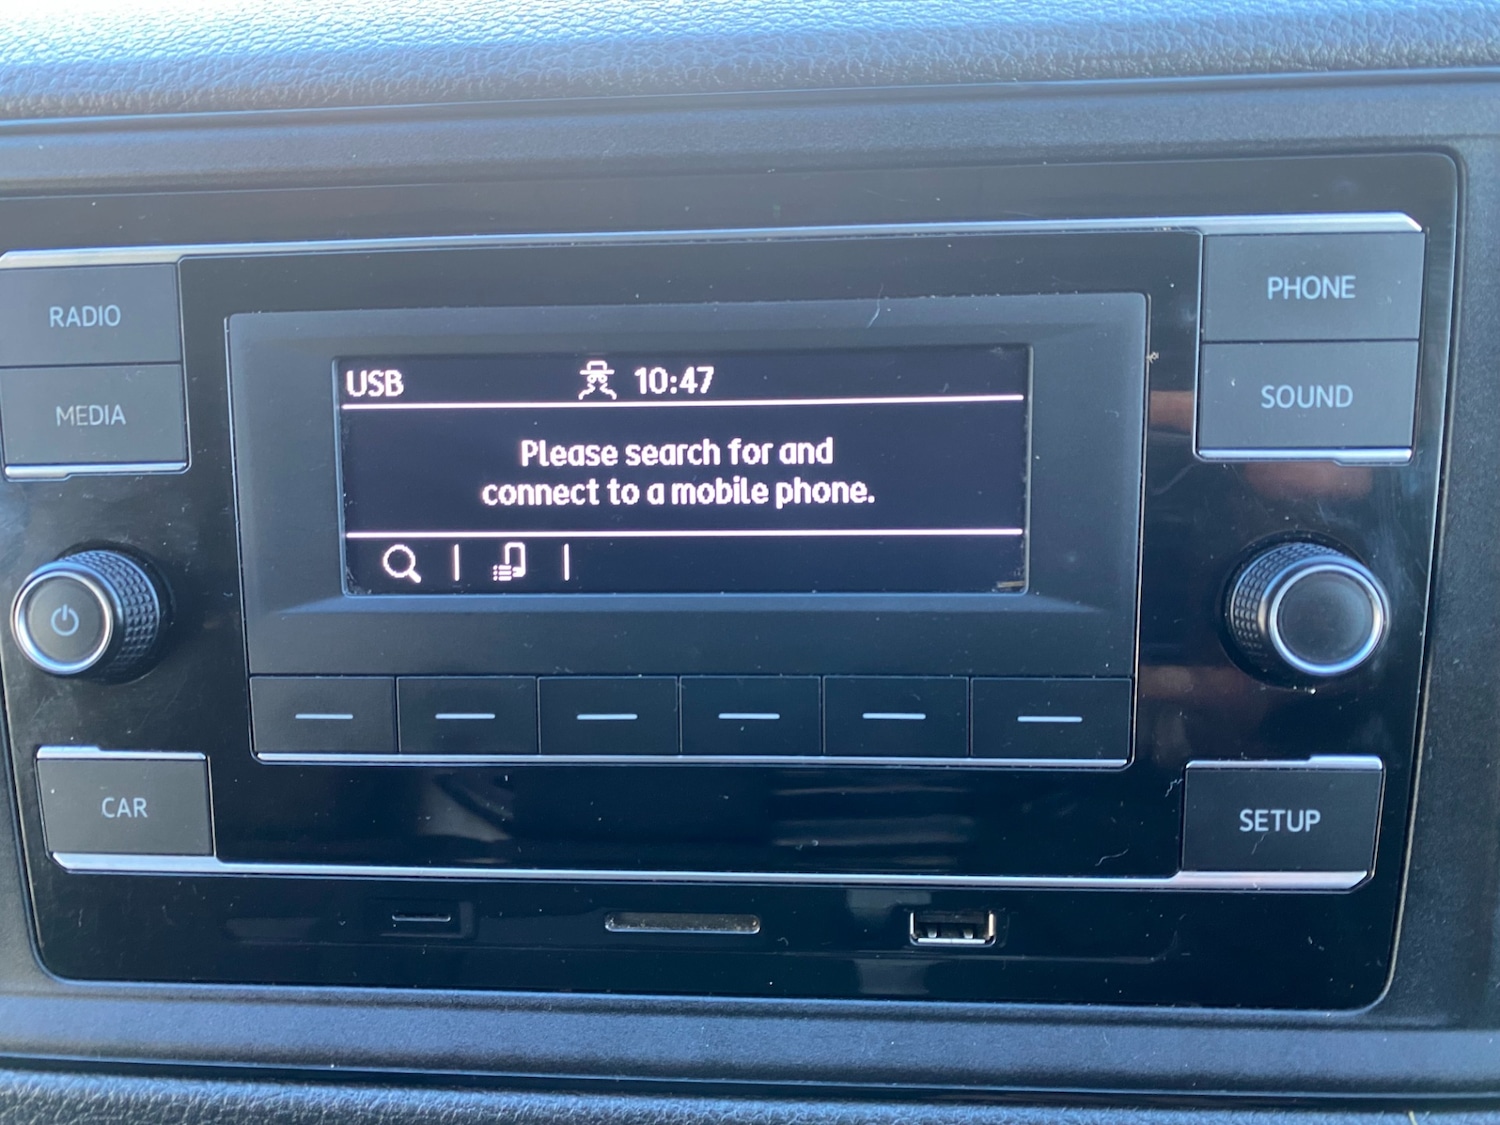 RADIO
MEDIA
USB 10:47
Please search for and
connect to a mobile phone.
PHONE
SOUND
CAR
SETUP